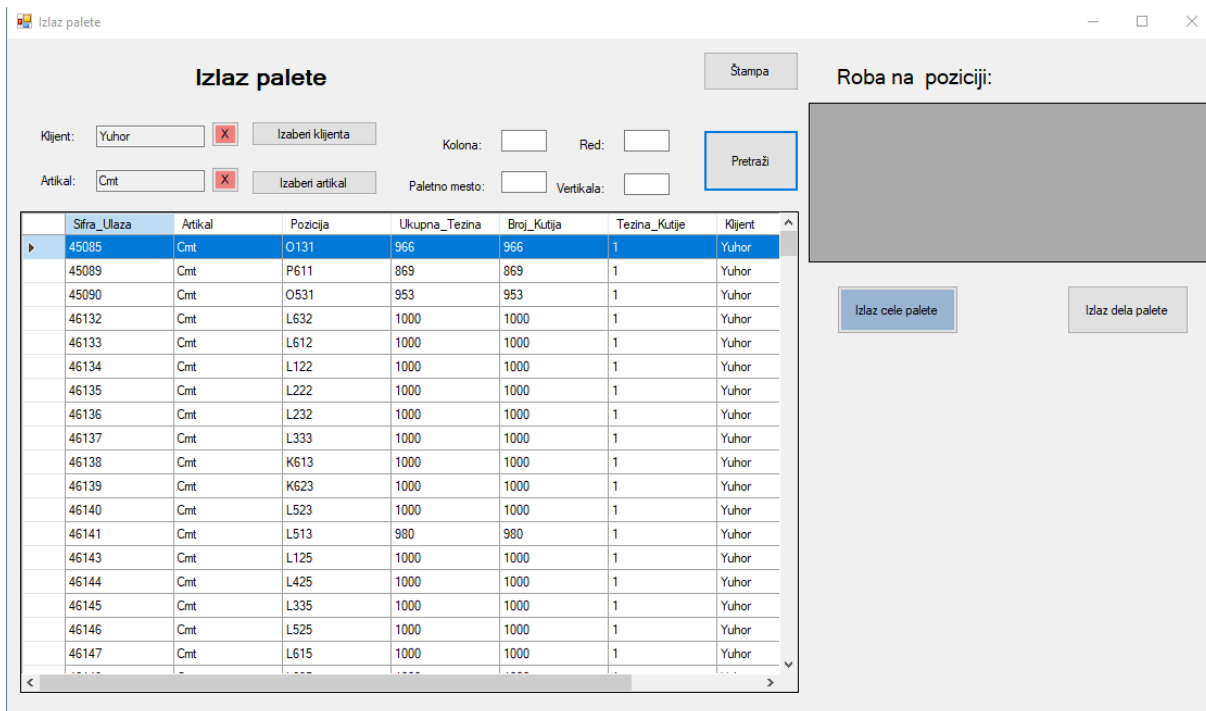 Izlaz palete
Izlaz palete
Štampa
Roba na poziciji:
Klijent: Yuhor X Izaberi klijenta Kolona: Red:
Pretraži
Artikal: Cmt X Izaberi artikal Paletno mesto: Vertikala:
Sifra_Ulaza Artikal Pozicija Ukupna_Tezina Broj_Kutija Tezina_Kutije Klijent
45085 Cmt O131 966 966 1 Yuhor
45089 Cmt P611 869 869 1 Yuhor
45090 Cmt O531 953 953 1 Yuhor
46132 Cmt L632 1000 1000 1 Yuhor
46133 Cmt L612 1000 1000 1 Yuhor
46134 Cmt L122 1000 1000 1 Yuhor
46135 Cmt L222 1000 1000 1 Yuhor
46136 Cmt L232 1000 1000 1 Yuhor
46137 Cmt L333 1000 1000 1 Yuhor
46138 Cmt K613 1000 1000 1 Yuhor
46139 Cmt K623 1000 1000 1 Yuhor
46140 Cmt L523 1000 1000 1 Yuhor
46141 Cmt L513 980 980 1 Yuhor
46143 Cmt L125 1000 1000 1 Yuhor
46144 Cmt L425 1000 1000 1 Yuhor
46145 Cmt L335 1000 1000 1 Yuhor
46146 Cmt L525 1000 1000 1 Yuhor
46147 Cmt L615 1000 1000 1 Yuhor
Izlaz cele palete
Izlaz dela palete